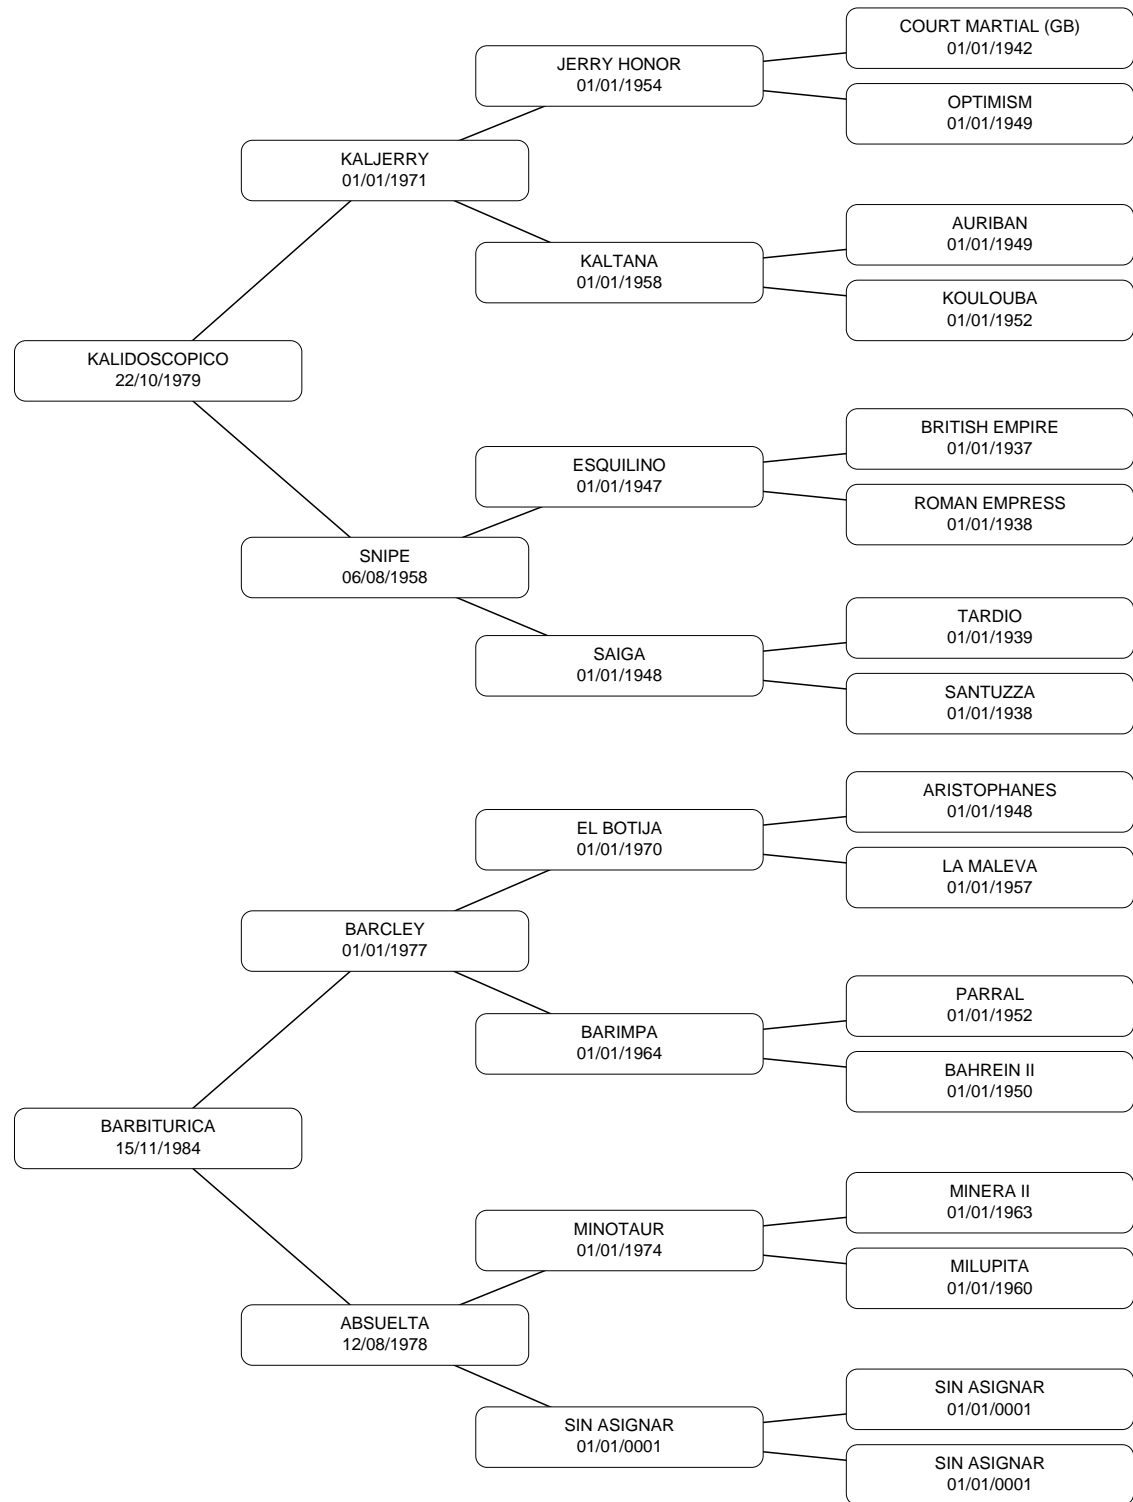 COURT MARTIAL (GB)
01/01/1942
JERRY HONOR
01/01/1954
OPTIMISM
01/01/1949
KALJERRY
01/01/1971
AURIBAN
01/01/1949
KALTANA
01/01/1958
KOULOUBA
01/01/1952
KALIDOSCOPICO
22/10/1979
BRITISH EMPIRE
01/01/1937
ESQUILINO
01/01/1947
ROMAN EMPRESS
01/01/1938
SNIPE
06/08/1958
TARDIO
01/01/1939
SAIGA
01/01/1948
SANTUZZA
01/01/1938
ARISTOPHANES
01/01/1948
EL BOTIJA
01/01/1970
LA MALEVA
01/01/1957
BARCLEY
01/01/1977
PARRAL
01/01/1952
BARIMPA
01/01/1964
BAHREIN II
01/01/1950
BARBITURICA
15/11/1984
MINERA II
01/01/1963
MINOTAUR
01/01/1974
MILUPITA
01/01/1960
ABSUELTA
12/08/1978
SIN ASIGNAR
01/01/0001
SIN ASIGNAR
01/01/0001
SIN ASIGNAR
01/01/0001